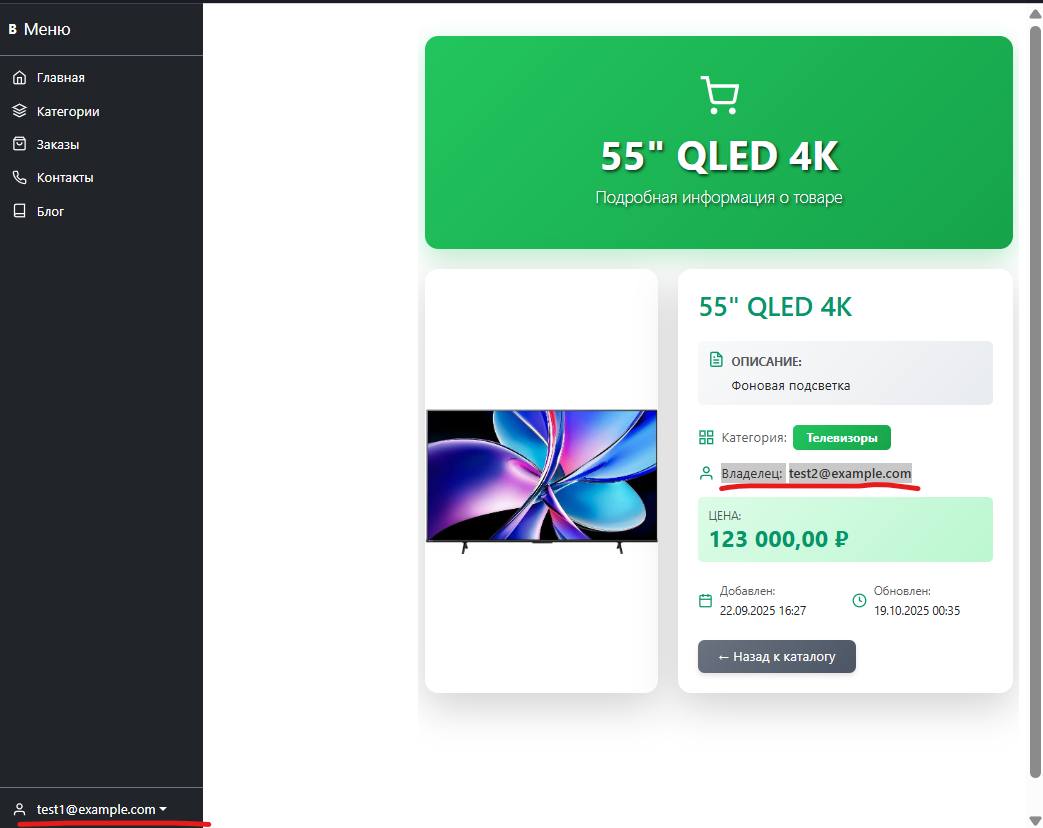 B Меню
Главная
Категории
Заказы
Контакты
Блог
test1@example.com
55" QLED 4K
Подробная информация о товаре
55" QLED 4K
ОПИСАНИЕ:
Фоновая подсветка
Категория: Телевизоры
Владелец: test2@example.com
ЦЕНА:
123 000,00 ₽
Добавлен:
22.09.2025 16:27
Обновлен:
19.10.2025 00:35
← Назад к каталогу